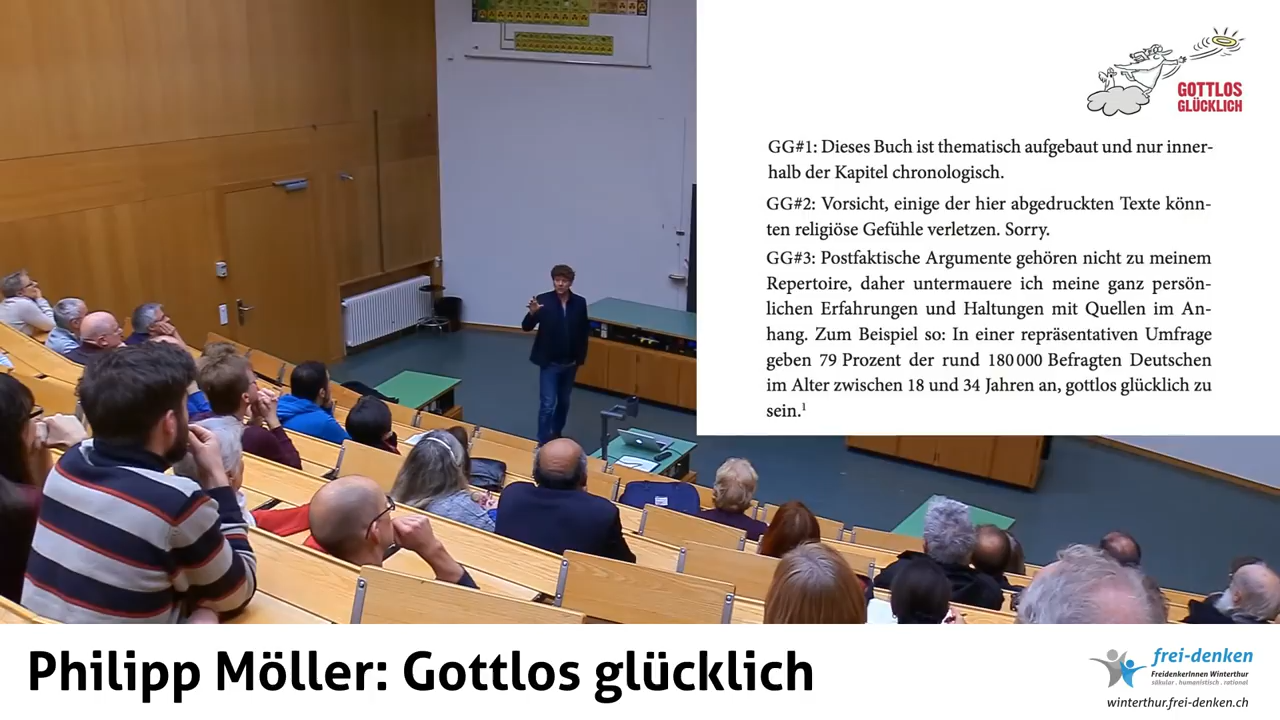 GOTTLOS
GLÜCKLICH
GG#1: Dieses Buch ist thematisch aufgebaut und nur inner-
halb der Kapitel chronologisch.
GG#2: Vorsicht, einige der hier abgedruckten Texte könn-
ten religiöse Gefühle verletzen. Sorry.
GG#3: Postfaktische Argumente gehören nicht zu meinem
Repertoire, daher untermauere ich meine ganz persön-
lichen Erfahrungen und Haltungen mit Quellen im An-
hang. Zum Beispiel so: In einer repräsentativen Umfrage
geben 79 Prozent der rund 180 000 Befragten Deutschen
im Alter zwischen 18 und 34 Jahren an, gottlos glücklich zu
sein.¹
Philipp Möller: Gottlos glücklich
frei-denken
FreidenkerInnen Winterthur
säkular . humanistisch . rational
winterthur.frei-denken.ch